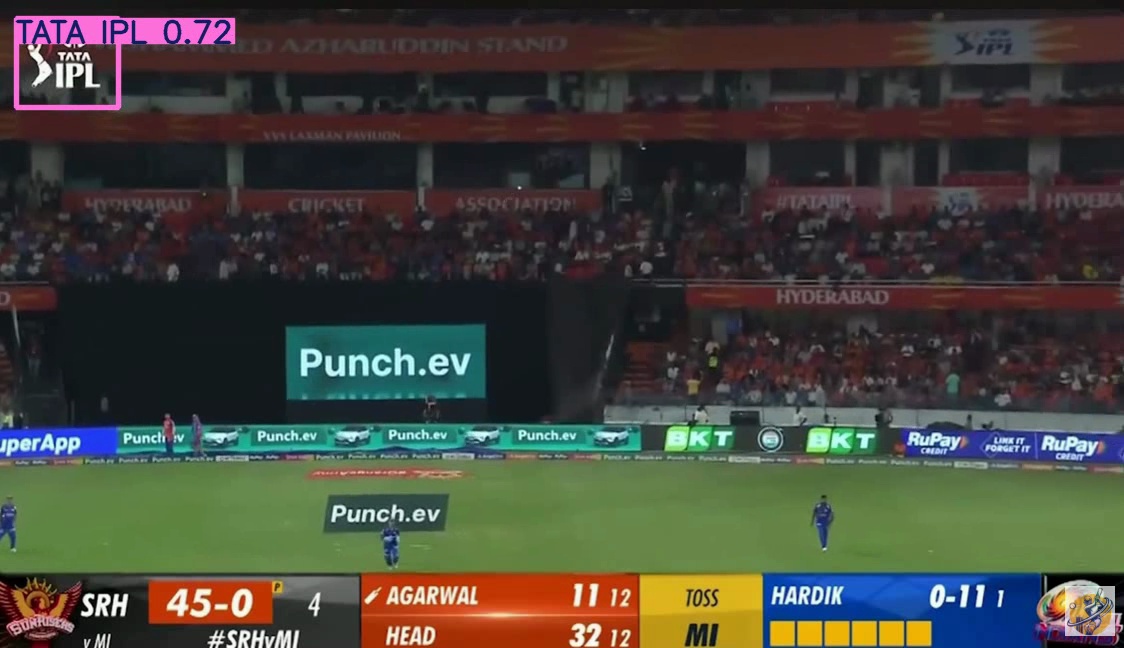 TATA IPL 0.72
ED AZHARUDDIN STAND
IPL
TATA
IPL
VVS LAXMAN PAVILION
HYDERABAD CRICKET ASSOCIATION #TATAIPL HYDERA
D HYDERABAD
Punch.ev
uperApp Punch.ev Punch.ev Punch.ev Punch.ev BKT BKT RuPay CREDIT LINK IT FORGET IT RuPay CREDIT
Punch.ev
SRH 45-0 P 4 AGARWAL 11 12 TOSS HARDIK 0-11 1
SUNRISERS v MI #SRHvMI HEAD 32 12 MI